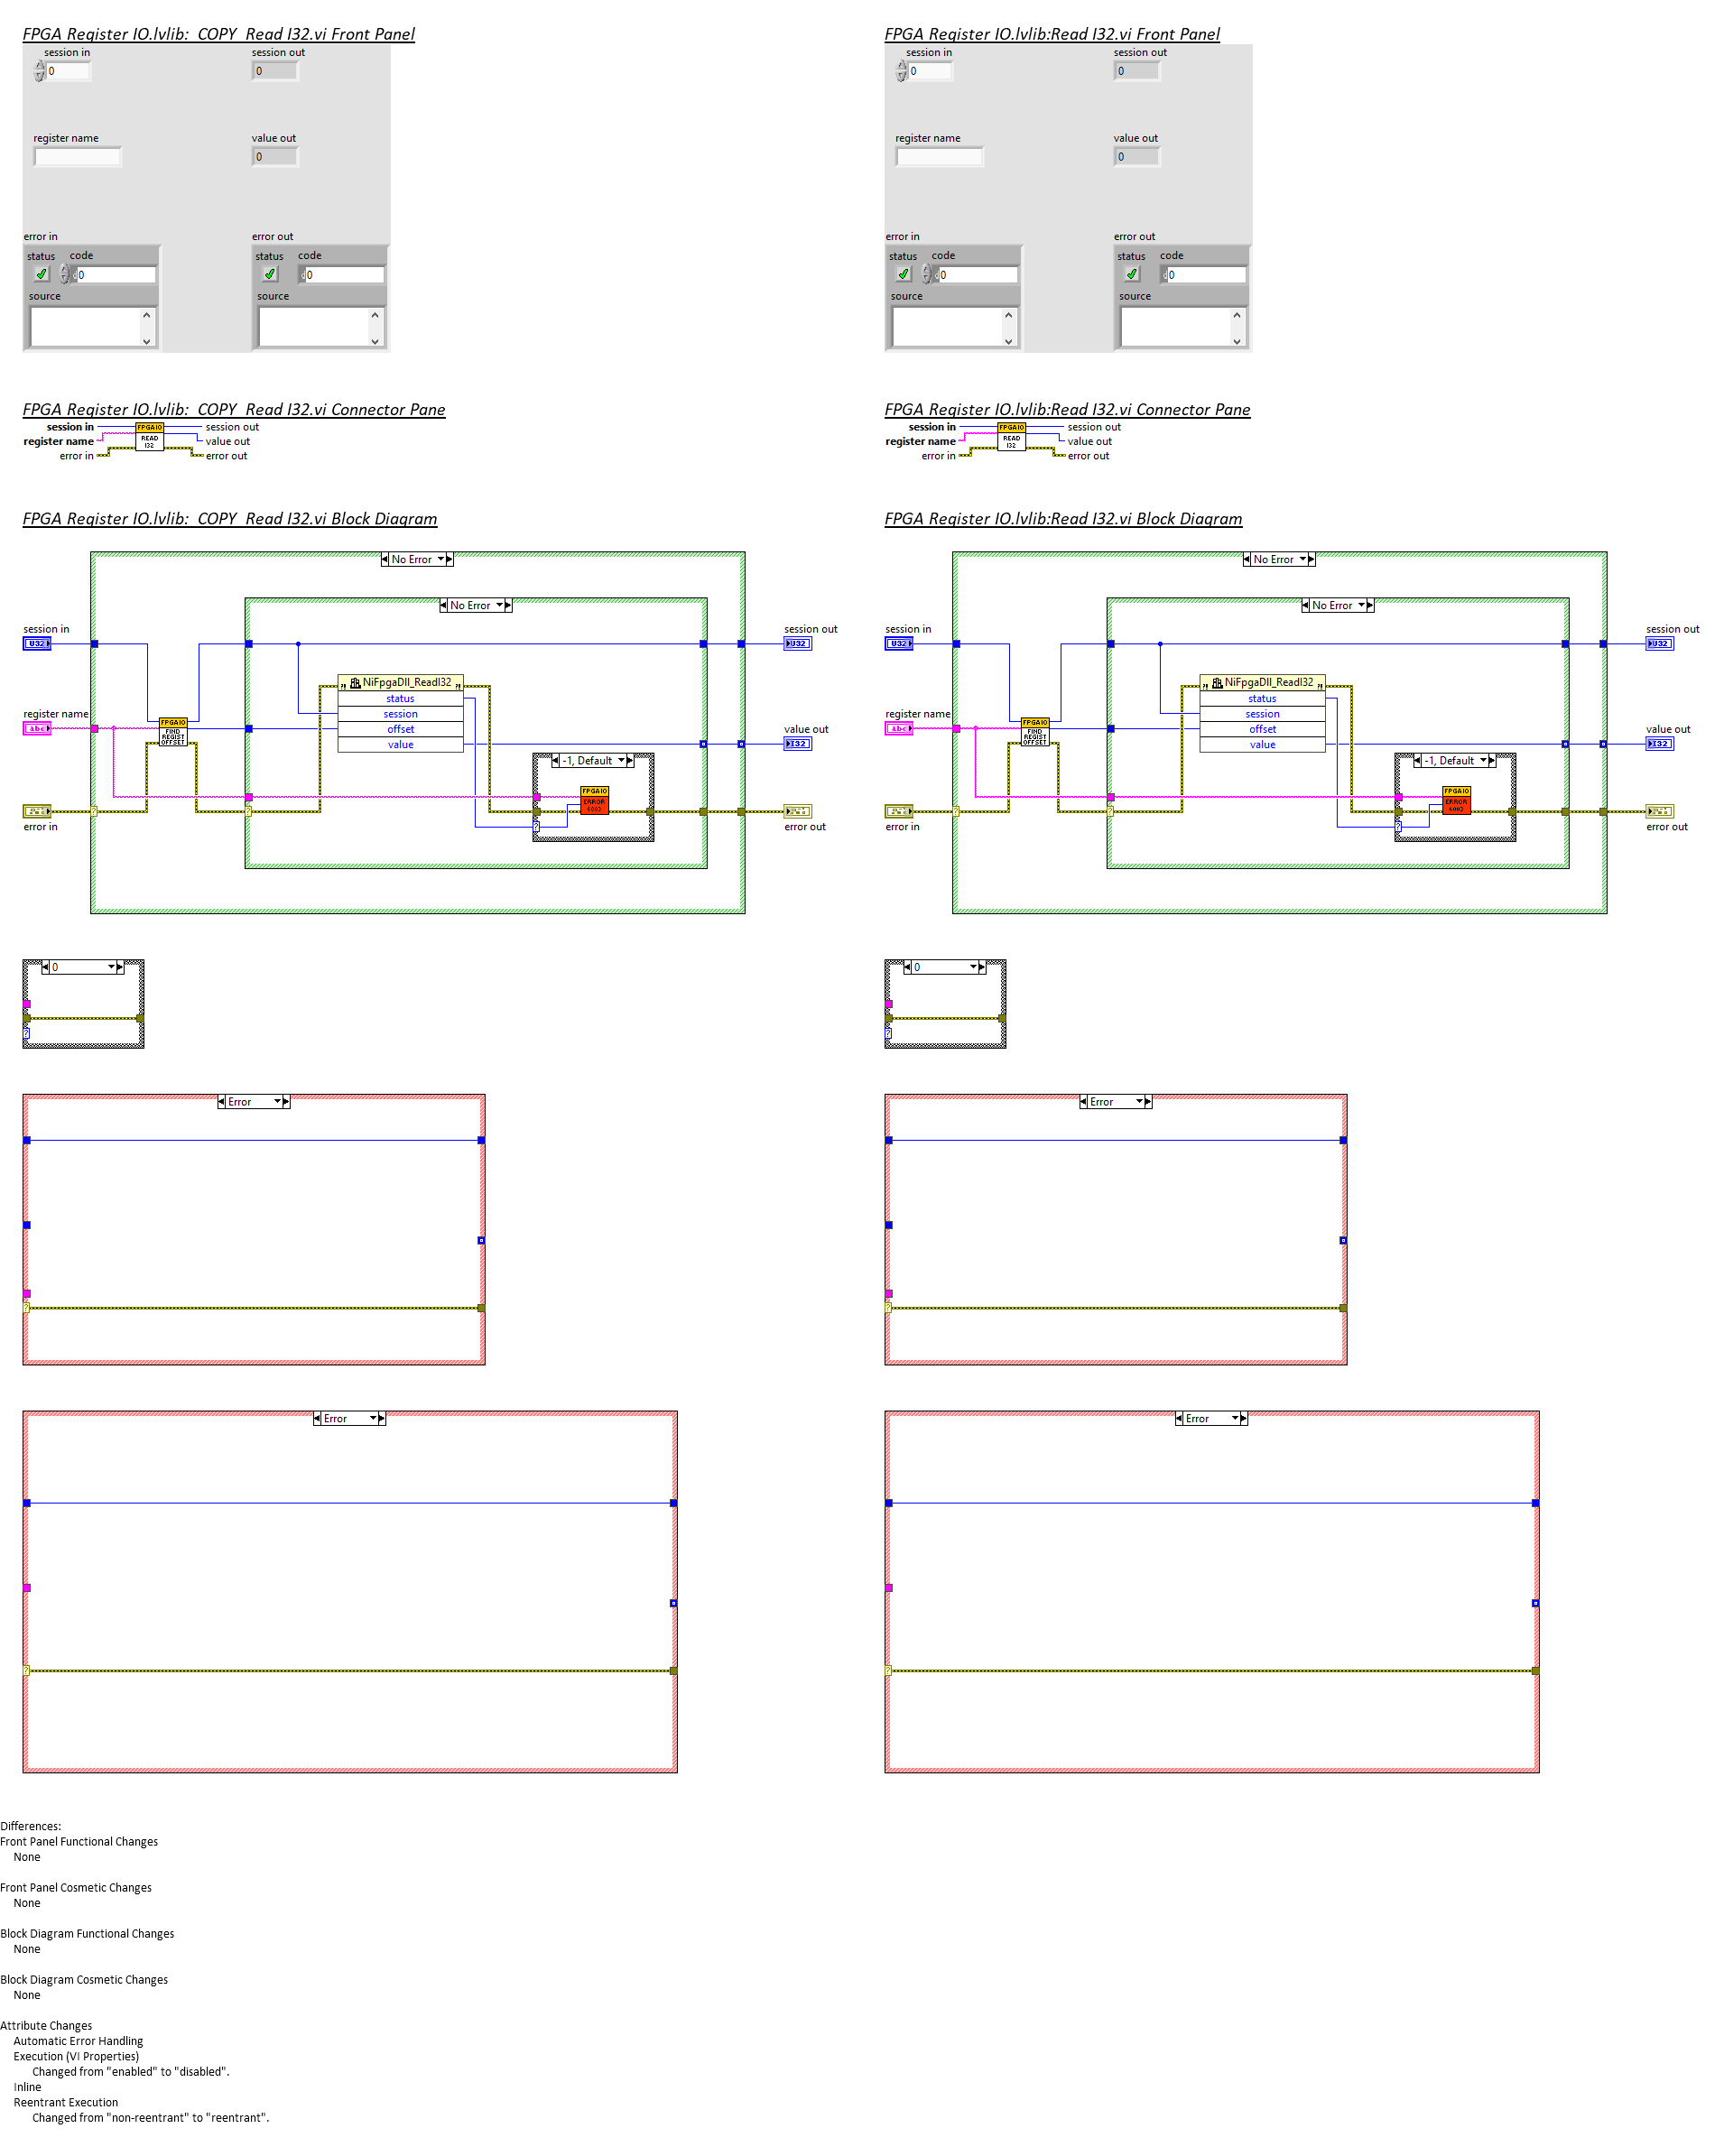 FPGA Register IO.lvlib:  COPY  Read I32.vi Front Panel
session in
session out
0
0
register name
value out
0
error in
error out
status
code
status
code
0
0
source
source
FPGA Register IO.lvlib:Read I32.vi Front Panel
session in
session out
0
0
register name
value out
0
error in
error out
status
code
status
code
0
0
source
source
FPGA Register IO.lvlib:  COPY  Read I32.vi Connector Pane
session in
register name
error in
FPGAIO
READ
I32
session out
value out
error out
FPGA Register IO.lvlib:Read I32.vi Connector Pane
session in
register name
error in
FPGAIO
READ
I32
session out
value out
error out
FPGA Register IO.lvlib:  COPY  Read I32.vi Block Diagram
No Error
No Error
session in
U32
session out
U32
NiFpgaDll_ReadI32
status
session
offset
value
register name
abc
FPGAIO
FIND
REGIST
OFFSET
value out
I32
-1, Default
FPGAIO
ERROR
6003
error in
error out
FPGA Register IO.lvlib:Read I32.vi Block Diagram
No Error
No Error
session in
U32
session out
U32
NiFpgaDll_ReadI32
status
session
offset
value
register name
abc
FPGAIO
FIND
REGIST
OFFSET
value out
I32
-1, Default
FPGAIO
ERROR
6003
error in
error out
0
0
Error
Error
Error
Error
Differences:
Front Panel Functional Changes
None
Front Panel Cosmetic Changes
None
Block Diagram Functional Changes
None
Block Diagram Cosmetic Changes
None
Attribute Changes
Automatic Error Handling
Execution (VI Properties)
Changed from "enabled" to "disabled".
Inline
Reentrant Execution
Changed from "non-reentrant" to "reentrant".